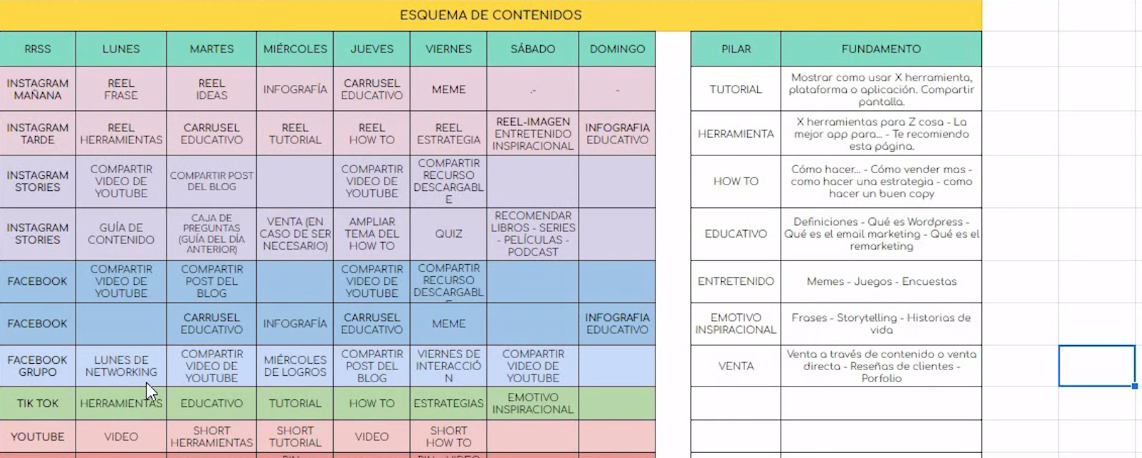 ESQUEMA DE CONTENIDOS
RRSS LUNES MARTES MIÉRCOLES JUEVES VIERNES SÁBADO DOMINGO PILAR FUNDAMENTO
INSTAGRAM MAÑANA
REEL FRASE
REEL IDEAS
INFOGRAFÍA
CARRUSEL EDUCATIVO
MEME
.-
-
TUTORIAL
Mostrar como usar X herramienta,
plataforma o aplicación. Compartir
pantalla.
INSTAGRAM TARDE
REEL HERRAMIENTAS
CARRUSEL EDUCATIVO
REEL TUTORIAL
REEL HOW TO
REEL ESTRATEGIA
REEL-IMAGEN
ENTRETENIDO
INSPIRACIONAL
INFOGRAFIA EDUCATIVO
HERRAMIENTA
X herramientas para Z cosa - La
mejor app para... - Te recomiendo
esta página.
INSTAGRAM STORIES
COMPARTIR
VIDEO DE
YOUTUBE
COMPARTIR POST
DEL BLOG
COMPARTIR
VIDEO DE
YOUTUBE
COMPARTIR
RECURSO
DESCARGABL
E
HOW TO
Cómo hacer... - Cómo vender mas -
como hacer una estrategia - como
hacer un buen copy
INSTAGRAM STORIES
GUÍA DE
CONTENIDO
CAJA DE
PREGUNTAS
(GUÍA DEL DÍA
ANTERIOR)
VENTA (EN
CASO DE SER
NECESARIO)
AMPLIAR
TEMA DEL
HOW TO
QUIZ
RECOMENDAR
LIBROS - SERIES
- PELÍCULAS -
PODCAST
EDUCATIVO
Definiciones - Qué es Wordpress -
Qué es el email marketing - Qué es el
remarketing
FACEBOOK
COMPARTIR
VIDEO DE
YOUTUBE
COMPARTIR
POST DEL
BLOG
COMPARTIR
VIDEO DE
YOUTUBE
COMPARTIR
RECURSO
DESCARGABL
ENTRETENIDO
Memes - Juegos - Encuestas
FACEBOOK
CARRUSEL EDUCATIVO
INFOGRAFÍA
CARRUSEL EDUCATIVO
MEME
INFOGRAFIA EDUCATIVO
EMOTIVO
INSPIRACIONAL
Frases - Storytelling - Historias de
vida
FACEBOOK GRUPO
LUNES DE
NETWORKING
COMPARTIR
VIDEO DE
YOUTUBE
MIÉRCOLES
DE LOGROS
COMPARTIR
POST DEL
BLOG
VIERNES DE
INTERACCIÓ
N
COMPARTIR
VIDEO DE
YOUTUBE
VENTA
Venta a través de contenido o venta
directa - Reseñas de clientes -
Porfolio
TIK TOK
HERRAMIENTAS
EDUCATIVO
TUTORIAL
HOW TO
ESTRATEGIAS
EMOTIVO
INSPIRACIONAL
YOUTUBE
VIDEO
SHORT
HERRAMIENTAS
SHORT
TUTORIAL
VIDEO
SHORT
HOW TO